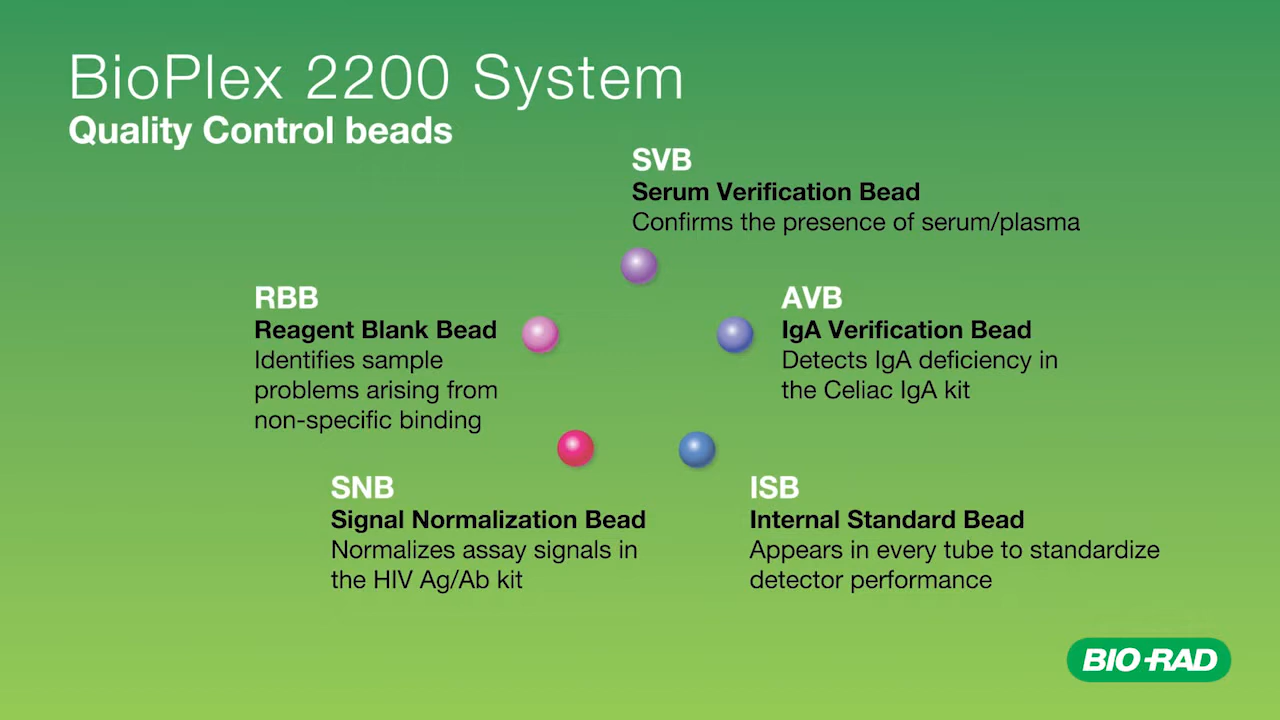 BioPlex 2200 System
Quality Control beads
SVB
Serum Verification Bead
Confirms the presence of serum/plasma
RBB
Reagent Blank Bead
Identifies sample
problems arising from
non-specific binding
AVB
IgA Verification Bead
Detects IgA deficiency in
the Celiac IgA kit
SNB
Signal Normalization Bead
Normalizes assay signals in
the HIV Ag/Ab kit
ISB
Internal Standard Bead
Appears in every tube to standardize
detector performance
BIO-RAD